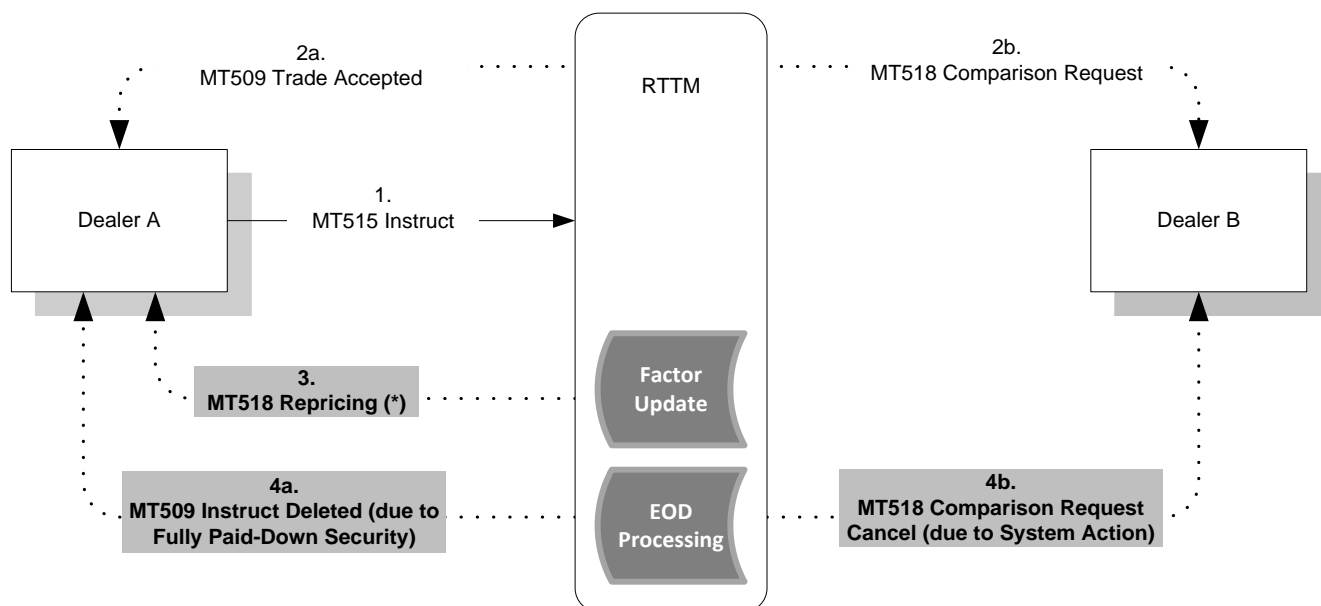 2a.
MT509 Trade Accepted
RTTM
2b.
MT518 Comparison Request
Dealer A
1.
MT515 Instruct
Dealer B
3.
MT518 Repricing (*)
Factor
Update
4a.
MT509 Instruct Deleted (due to
Fully Paid-Down Security)
EOD
Processing
4b.
MT518 Comparison Request
Cancel (due to System Action)